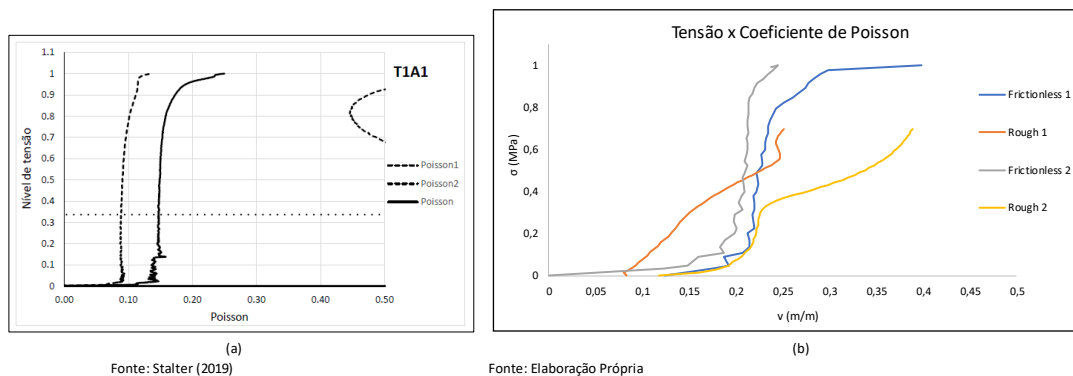 T1A1
Nível de tensão
1.1
1
0.9
0.8
0.7
0.6
0.5
0.4
0.3
0.2
0.1
0
0.00
0.10
0.20
0.30
0.40
0.50
Poisson
Poisson1
Poisson2
Poisson
(a)
Fonte: Stalter (2019)
Tensão x Coeficiente de Poisson
σ (MPa)
1
0,8
0,6
0,4
0,2
0
0
0,05
0,1
0,15
0,2
0,25
0,3
0,35
0,4
0,45
0,5
v (m/m)
Frictionless 1
Rough 1
Frictionless 2
Rough 2
(b)
Fonte: Elaboração Própria